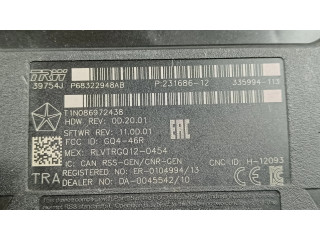 TRW
39754J P68322948AB P 231686-12 335994-113
T1N086972438
HDW REV: 00.20.01
SFTWR REV: 11.00.01
FCC ID: GQ4-46R
MEX: RLVTRGQ12-0454
IC: CAN RSS-GEN/CNR-GEN CNC ID: H-12093
TRA REGISTERED NO: ER-0104994/13
DEALER NO: DA-0045542/10
EAC